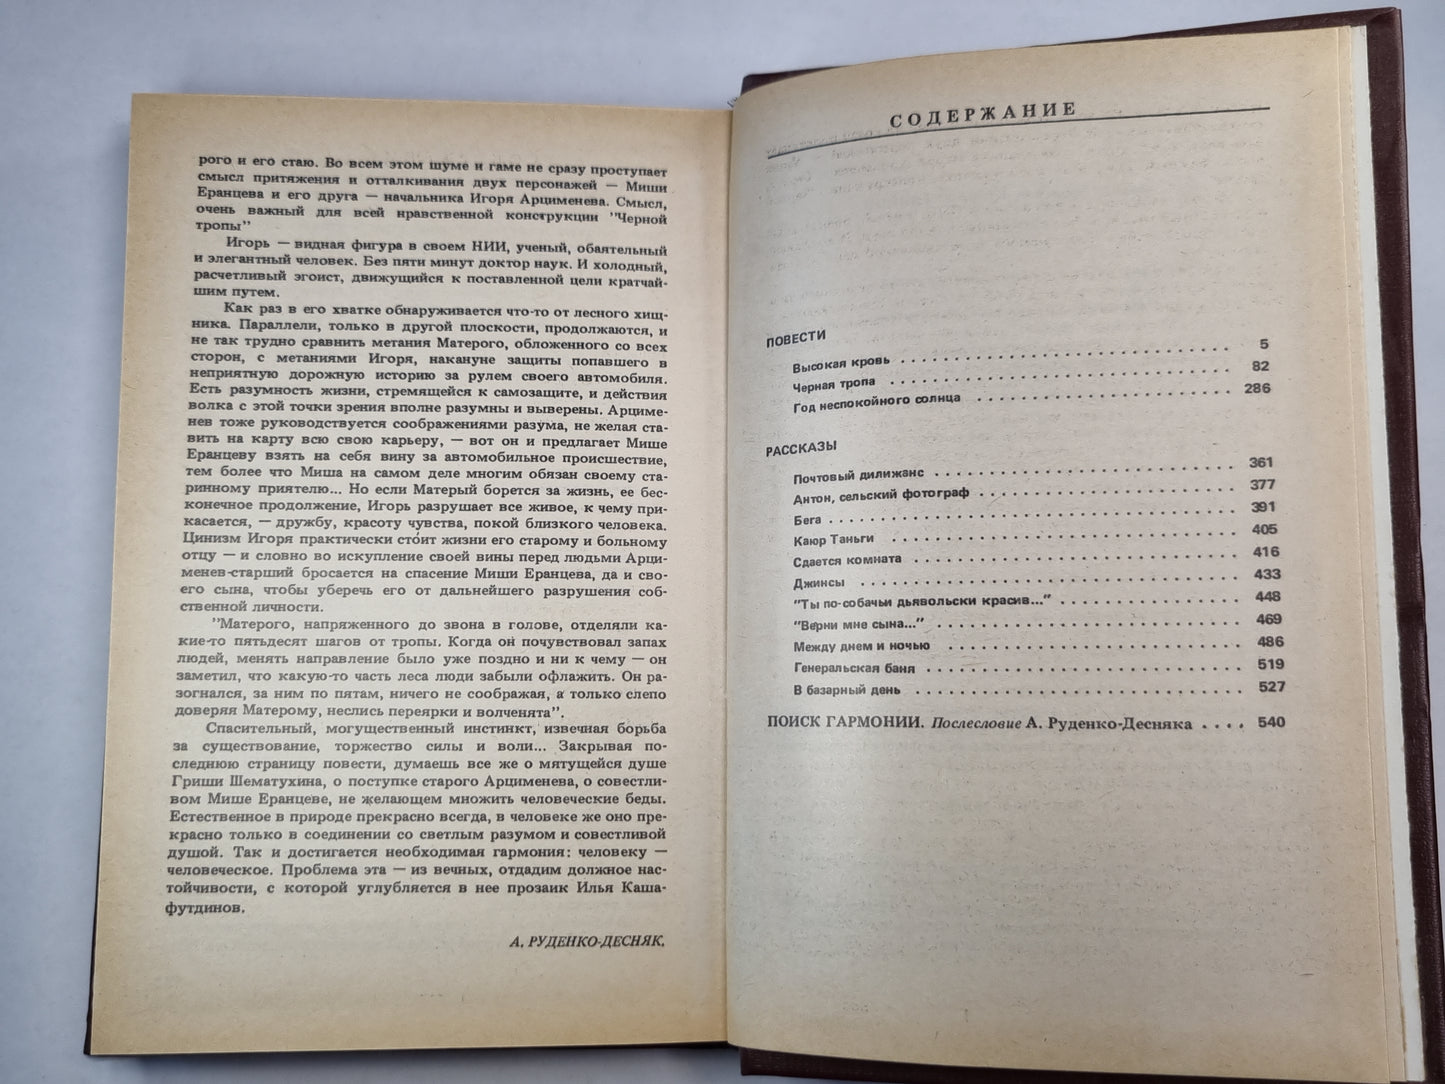 рого и его стаю. Во всем этом шуме и гаме не сразу проступает
смысл притяжения и отталкивания двух персонажей — Миши
Еранцева и его друга — начальника Игоря Арцименева. Смысл,
очень важный для всей нравственной конструкции "Черной
тропы"
Игорь — видная фигура в своем НИИ, ученый, обаятельный
и элегантный человек. Без пяти минут доктор наук. И холодный,
расчетливый эгоист, движущийся к поставленной цели кратчай-
шим путем.
Как раз в его хватке обнаруживается что-то от лесного хищ-
ника. Параллели, только в другой плоскости, продолжаются, и
не так трудно сравнить метания Матерого, обложенного со всех
сторон, с метаниями Игоря, накануне защиты попавшего в
неприятную дорожную историю за рулем своего автомобиля.
Есть разумность жизни, стремящейся к самозащите, и действия
волка с этой точки зрения вполне разумны и выверены. Арциме-
нев тоже руководствуется соображениями разума, не желая ста-
вить на карту всю свою карьеру, — вот он и предлагает Мише
Еранцеву взять на себя вину за автомобильное происшествие,
тем более что Миша на самом деле многим обязан своему ста-
ринному приятелю... Но если Матерый борется за жизнь, ее бес-
конечное продолжение, Игорь разрушает все живое, к чему при-
касается, — дружбу, красоту чувства, покой близкого человека.
Цинизм Игоря практически сто́ит жизни его старому и больному
отцу — и словно во искупление своей вины перед людьми Арци-
менев-старший бросается на спасение Миши Еранцева, да и сво-
его сына, чтобы уберечь его от дальнейшего разрушения соб-
ственной личности.
"Матерого, напряженного до звона в голове, отделяли ка-
кие-то пятьдесят шагов от тропы. Когда он почувствовал запах
людей, менять направление было уже поздно и ни к чему — он
заметил, что какую-то часть леса люди забыли офлажить. Он ра-
зогнался, за ним по пятам, ничего не соображая, а только слепо
доверяя Матерому, неслись переярки и волченята".
Спасительный, могущественный инстинкт, извечная борьба
за существование, торжество силы и воли... Закрывая по-
следнюю страницу повести, думаешь все же о мятущейся душе
Гриши Шематухина, о поступке старого Арцименева, о совестли-
вом Мише Еранцеве, не желающем множить человеческие беды.
Естественное в природе прекрасно всегда, в человеке же оно пре-
красно только в соединении со светлым разумом и совестливой
душой. Так и достигается необходимая гармония: человеку —
человеческое. Проблема эта — из вечных, отдадим должное нас-
тойчивости, с которой углубляется в нее прозаик Илья Каша-
футдинов.
А. РУДЕНКО-ДЕСНЯК.
СОДЕРЖАНИЕ
ПОВЕСТИ
Высокая кровь . . . . . . . . . . . . . . . . . . . . 5
Черная тропа . . . . . . . . . . . . . . . . . . . . 82
Год неспокойного солнца . . . . . . . . . . . . . . . . 286
РАССКАЗЫ
Почтовый дилижанс . . . . . . . . . . . . . . . . . . 361
Антон, сельский фотограф . . . . . . . . . . . . . . . 377
Бега . . . . . . . . . . . . . . . . . . . . . . . . 391
Каюр Таньги . . . . . . . . . . . . . . . . . . . . . 405
Сдается комната . . . . . . . . . . . . . . . . . . . 416
Джинсы . . . . . . . . . . . . . . . . . . . . . . . 433
"Ты по-собачьи дьявольски красив..." . . . . . . . . . . 448
"Верни мне сына..." . . . . . . . . . . . . . . . . . 469
Между днем и ночью . . . . . . . . . . . . . . . . . 486
Генеральская баня . . . . . . . . . . . . . . . . . . 519
В базарный день . . . . . . . . . . . . . . . . . . . 527
ПОИСК ГАРМОНИИ. Послесловие А. Руденко-Десняка . . . . 540